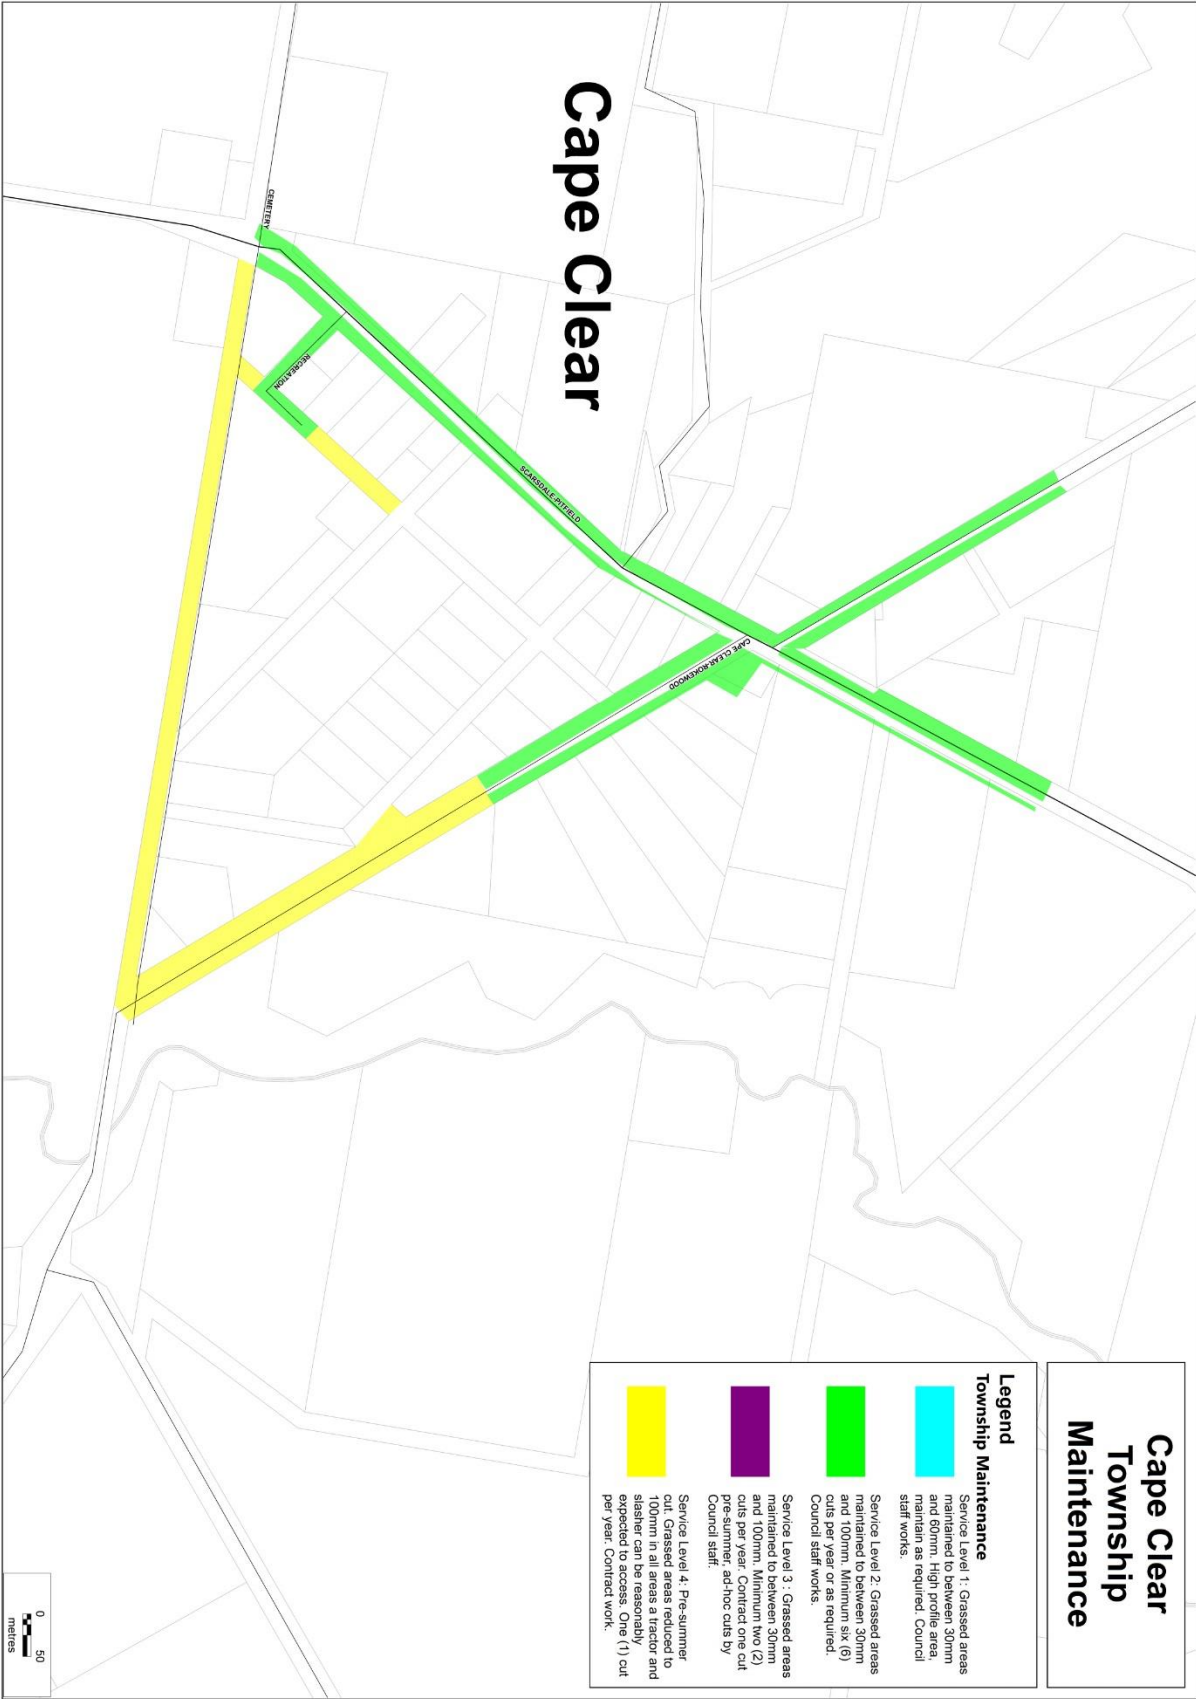 Cape Clear
Township
Maintenance
Legend
Township Maintenance
Service Level 1: Grassed areas
maintained to between 30mm
and 60mm. High profile area,
maintain as required. Council
staff works.
Service Level 2: Grassed areas
maintained to between 30mm
and 100mm. Minimum six (6)
cuts per year or as required.
Council staff works.
Service Level 3 : Grassed areas
maintained to between 30mm
and 100mm. Minimum two (2)
cuts per year. Contract one cut
pre-summer, ad-hoc cuts by
Council staff.
Service Level 4: Pre-summer
cut. Grassed areas reduced to
100mm in all areas a tractor and
slasher can be reasonably
expected to access. One (1) cut
per year. Contract work.
Cape Clear
CEMETERY
RECREATION
SCARSDALE-PITFIELD
CAPE CLEAR-ROKEWOOD
0 50
metres